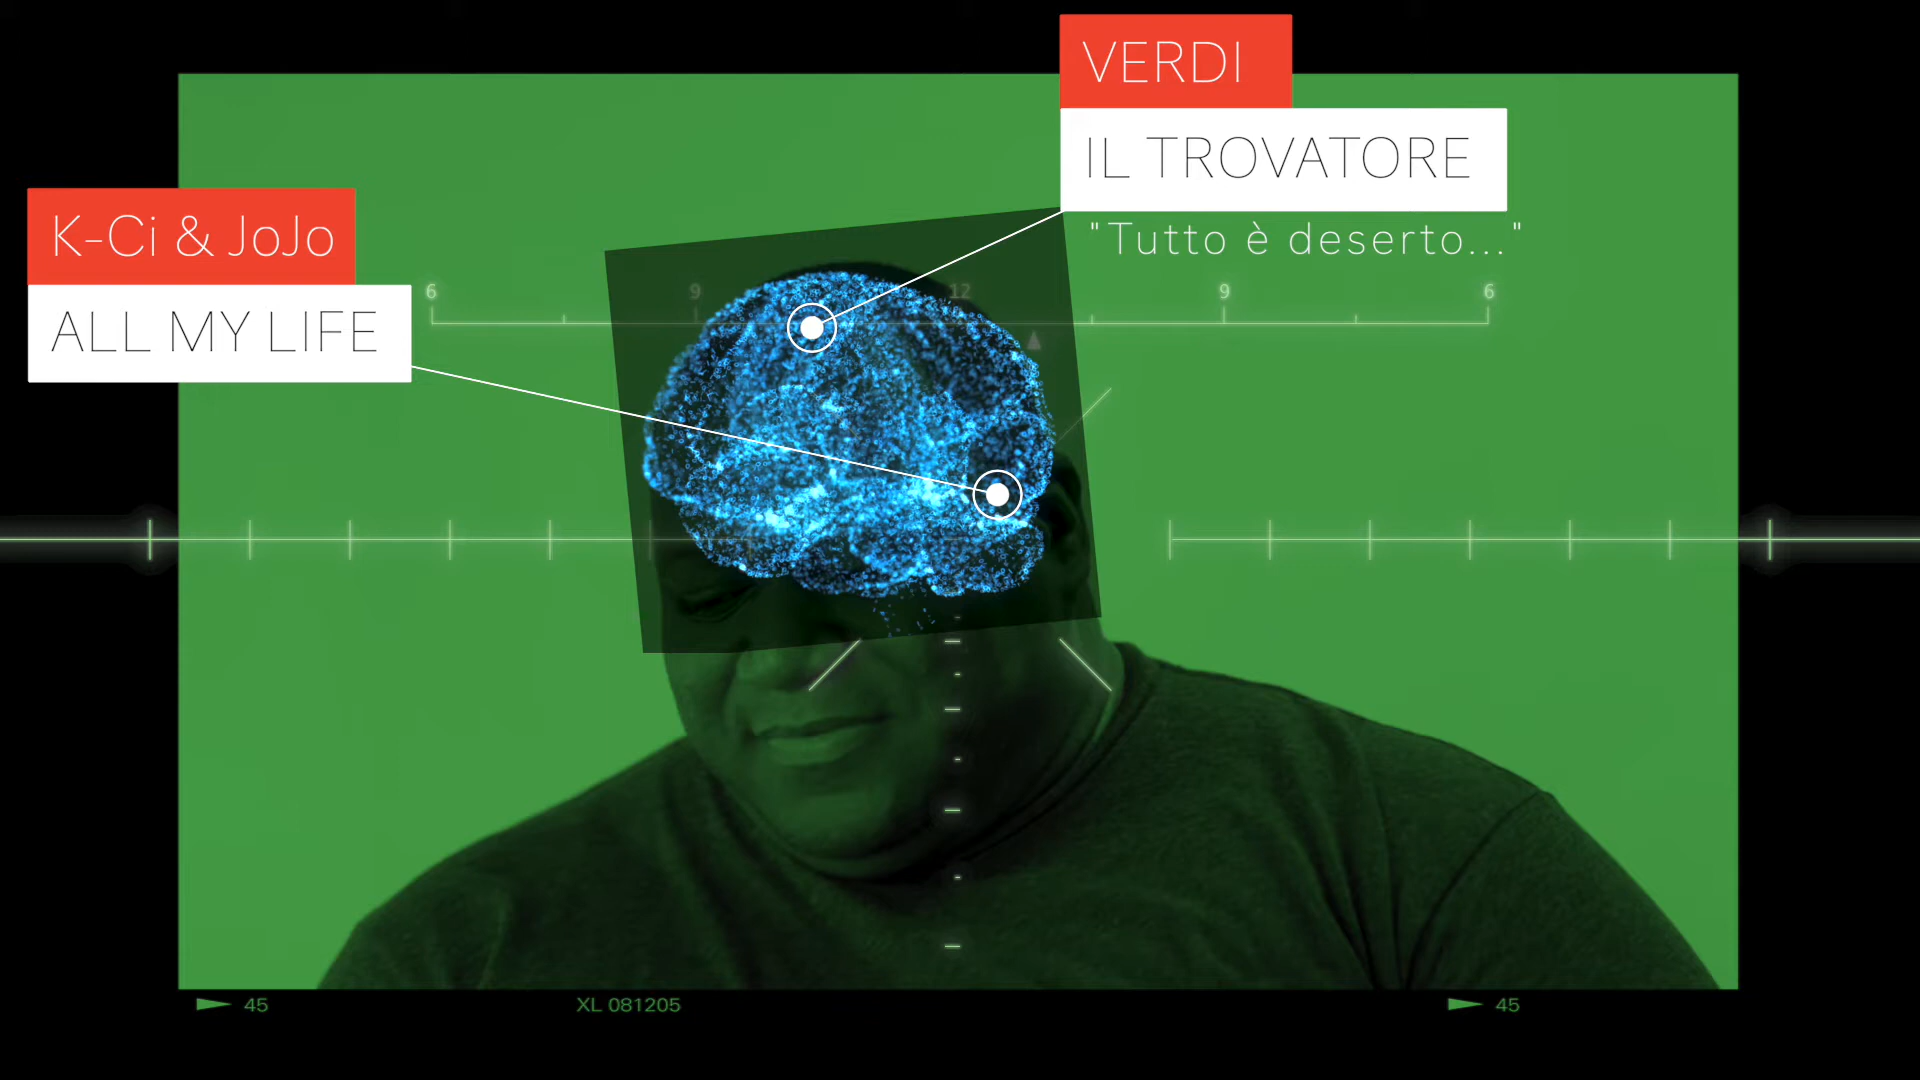 VERDI
IL TROVATORE
"Tutto è deserto..."
K-Ci & JoJo
ALL MY LIFE
6 9 12 9 6
45 XL 081205 45